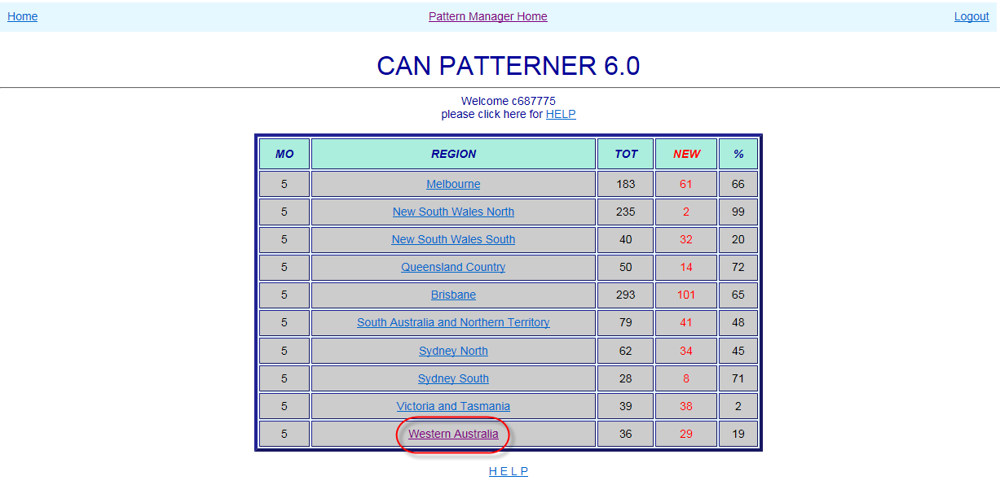 Home Pattern Manager Home Logout
CAN PATTERNER 6.0
Welcome c687775
please click here for HELP
MO REGION TOT NEW %
5 Melbourne 183 61 66
5 New South Wales North 235 2 99
5 New South Wales South 40 32 20
5 Queensland Country 50 14 72
5 Brisbane 293 101 65
5 South Australia and Northern Territory 79 41 48
5 Sydney North 62 34 45
5 Sydney South 28 8 71
5 Victoria and Tasmania 39 38 2
5 Western Australia 36 29 19
H E L P